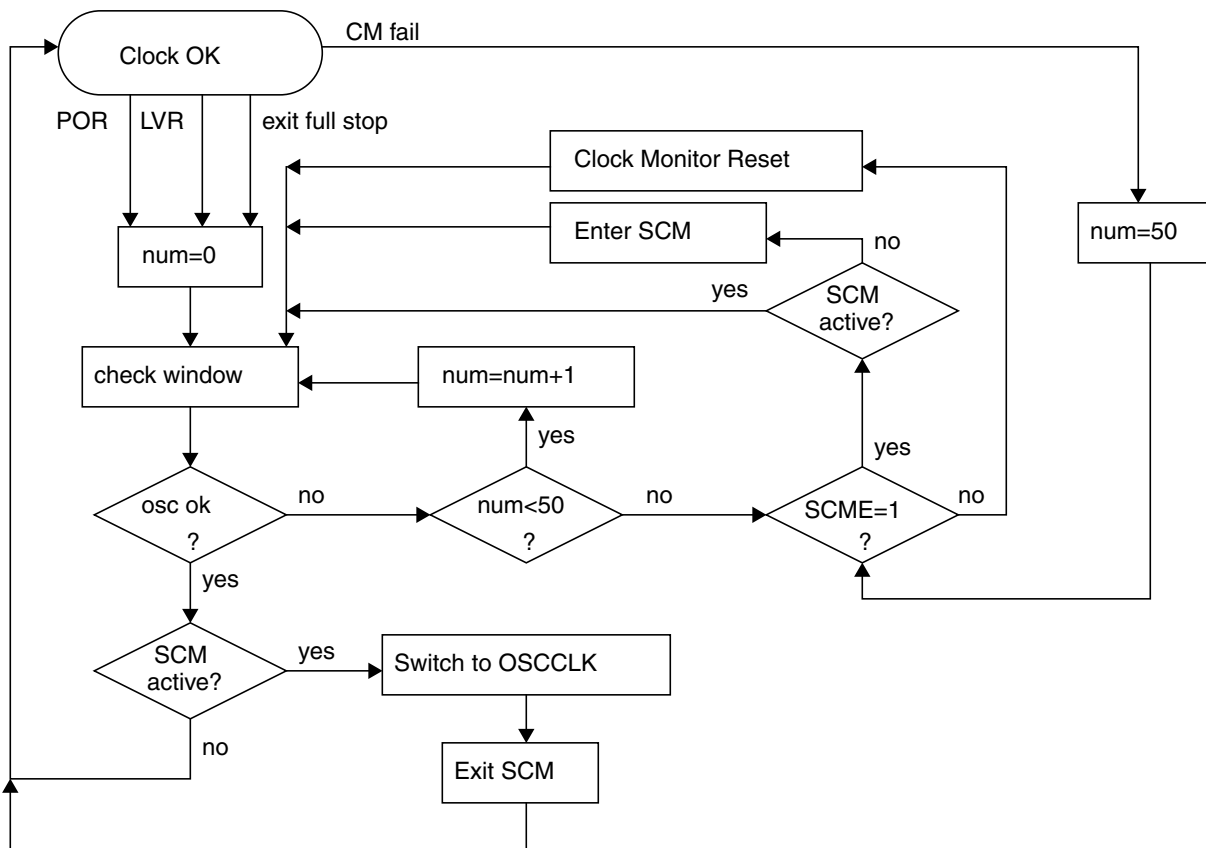 CM fail
Clock OK
POR
LVR
exit full stop
Clock Monitor Reset
Enter SCM
no
num=50
num=0
yes
SCM
active?
check window
num=num+1
yes
yes
osc ok
?
no
num<50
?
no
SCME=1
?
no
yes
SCM
active?
yes
Switch to OSCCLK
no
Exit SCM